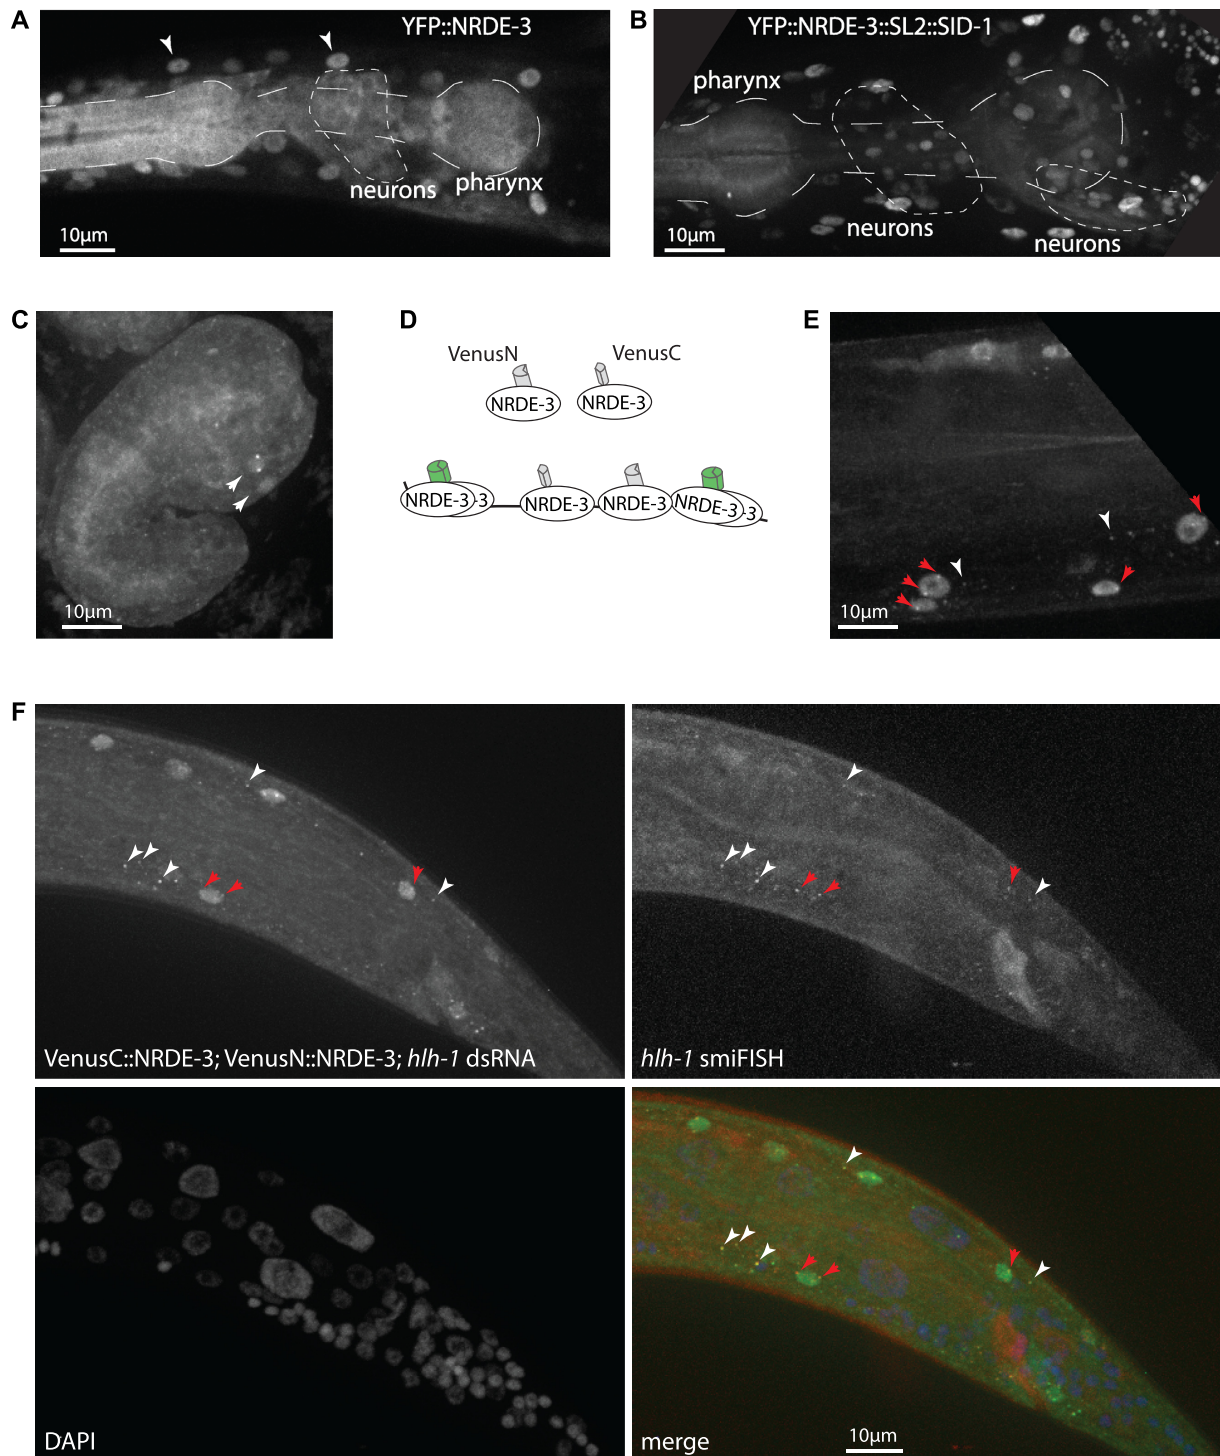 A
YFP::NRDE-3
neurons
pharynx
10µm
B
YFP::NRDE-3::SL2::SID-1
pharynx
neurons
neurons
10µm
C
10µm
D
VenusN
VenusC
NRDE-3
NRDE-3
NRDE-3
-3
NRDE-3
NRDE-3
NRDE-3
-3
E
10µm
F
VenusC::NRDE-3; VenusN::NRDE-3; hlh-1 dsRNA
hlh-1 smiFISH
DAPI
merge
10µm